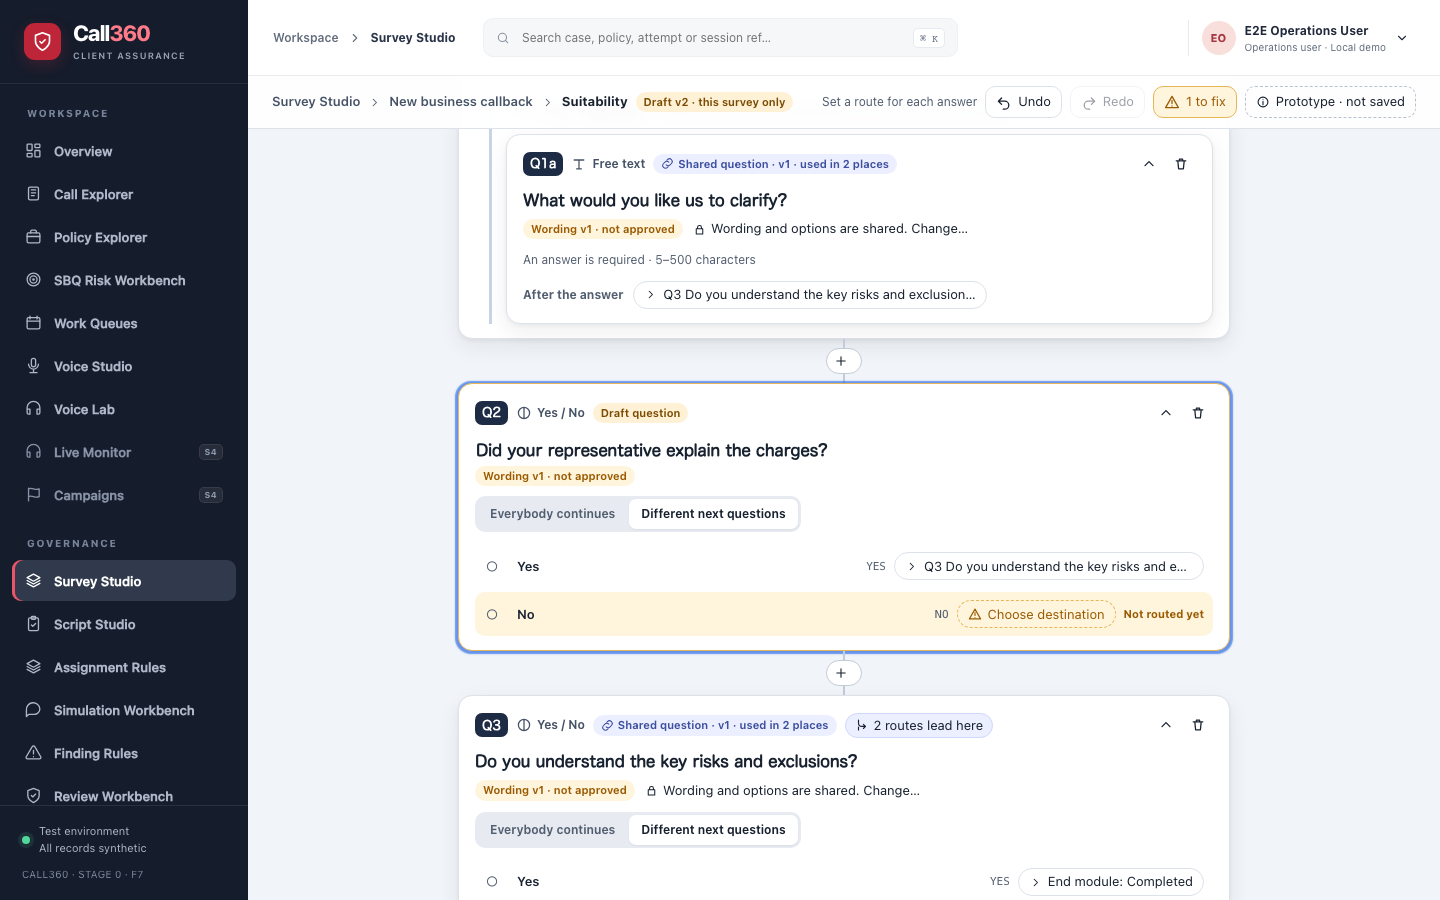 Call360
CLIENT ASSURANCE
WORKSPACE
Overview
Call Explorer
Policy Explorer
SBQ Risk Workbench
Work Queues
Voice Studio
Voice Lab
Live Monitor S4
Campaigns S4
GOVERNANCE
Survey Studio
Script Studio
Assignment Rules
Simulation Workbench
Finding Rules
Review Workbench
Test environment
All records synthetic
CALL360 · STAGE 0 · F7
Workspace > Survey Studio
Search case, policy, attempt or session ref...
⌘ K
EO
E2E Operations User
Operations user · Local demo
Survey Studio > New business callback > Suitability Draft v2 · this survey only
Set a route for each answer Undo Redo 1 to fix Prototype · not saved
Q1a Free text Shared question · v1 · used in 2 places
What would you like us to clarify?
Wording v1 · not approved Wording and options are shared. Change...
An answer is required · 5–500 characters
After the answer > Q3 Do you understand the key risks and exclusion...
+
Q2 Yes / No Draft question
Did your representative explain the charges?
Wording v1 · not approved
Everybody continues Different next questions
Yes YES > Q3 Do you understand the key risks and e...
No NO Choose destination Not routed yet
+
Q3 Yes / No Shared question · v1 · used in 2 places 2 routes lead here
Do you understand the key risks and exclusions?
Wording v1 · not approved Wording and options are shared. Change...
Everybody continues Different next questions
Yes YES > End module: Completed